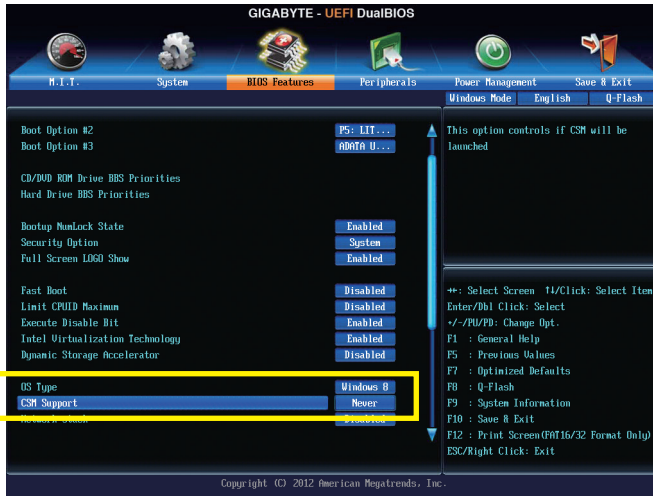 GIGABYTE - UEFI DualBIOS
M.I.T. System BIOS Features Peripherals Power Management Save & Exit
Windows Mode English Q-Flash
Boot Option #2 P5: LIT...
Boot Option #3 ADATA U...
CD/DVD ROM Drive BBS Priorities
Hard Drive BBS Priorities
Bootup NumLock State Enabled
Security Option System
Full Screen LOGO Show Enabled
Fast Boot Disabled
Limit CPUID Maximum Disabled
Execute Disable Bit Enabled
Intel Virtualization Technology Enabled
Dynamic Storage Accelerator Disabled
OS Type Windows 8
CSM Support Never
Network Stack Disabled
This option controls if CSM will be
launched
↔: Select Screen ↑↓/Click: Select Item
Enter/Dbl Click: Select
+/-/PU/PD: Change Opt.
F1 : General Help
F5 : Previous Values
F7 : Optimized Defaults
F8 : Q-Flash
F9 : System Information
F10 : Save & Exit
F12 : Print Screen(FAT16/32 Format Only)
ESC/Right Click: Exit
Copyright (C) 2012 American Megatrends, Inc.